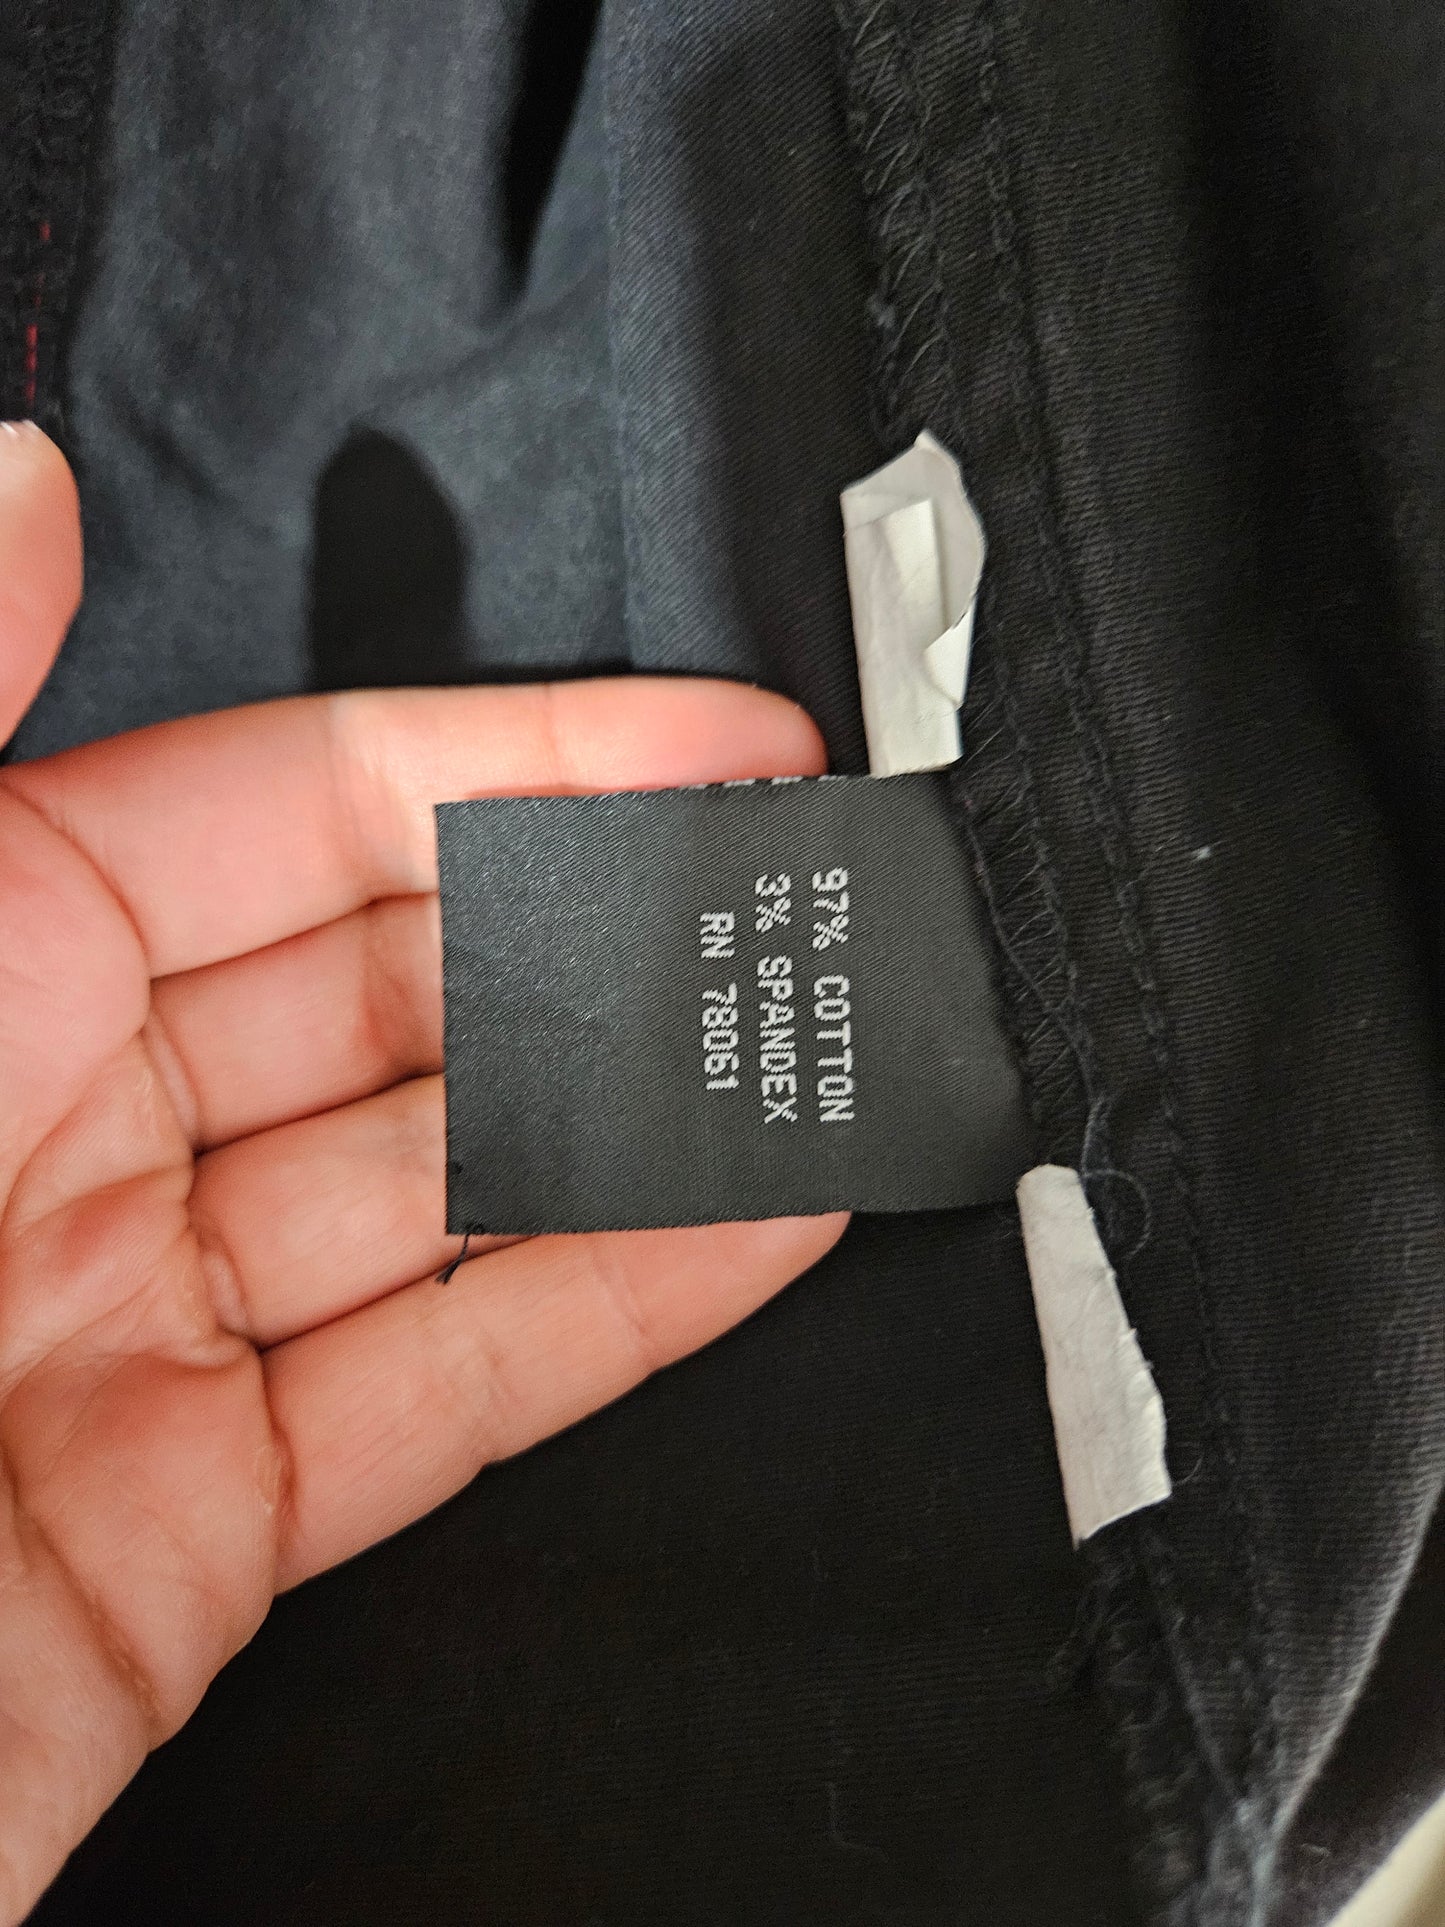 97% COTTON
3% SPANDEX
RN 78061